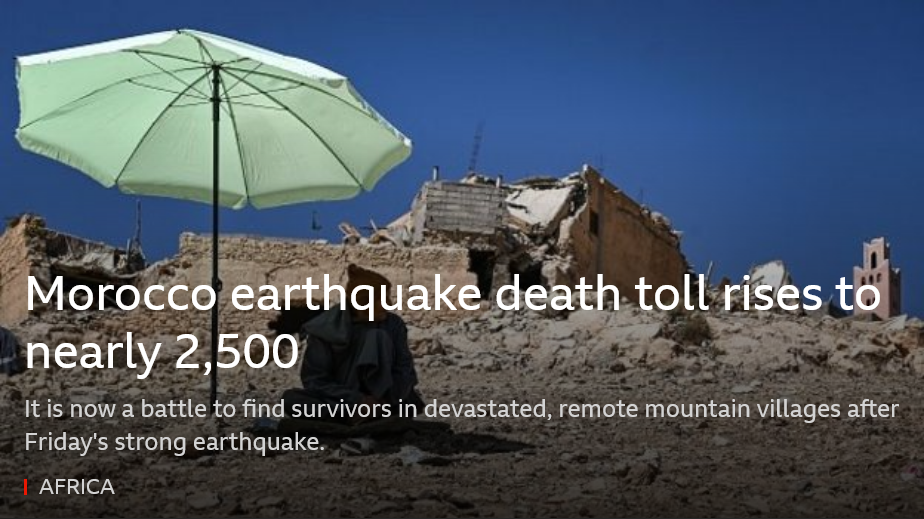 Morocco earthquake death toll rises to
nearly 2,500
It is now a battle to find survivors in devastated, remote mountain villages after
Friday's strong earthquake.
AFRICA